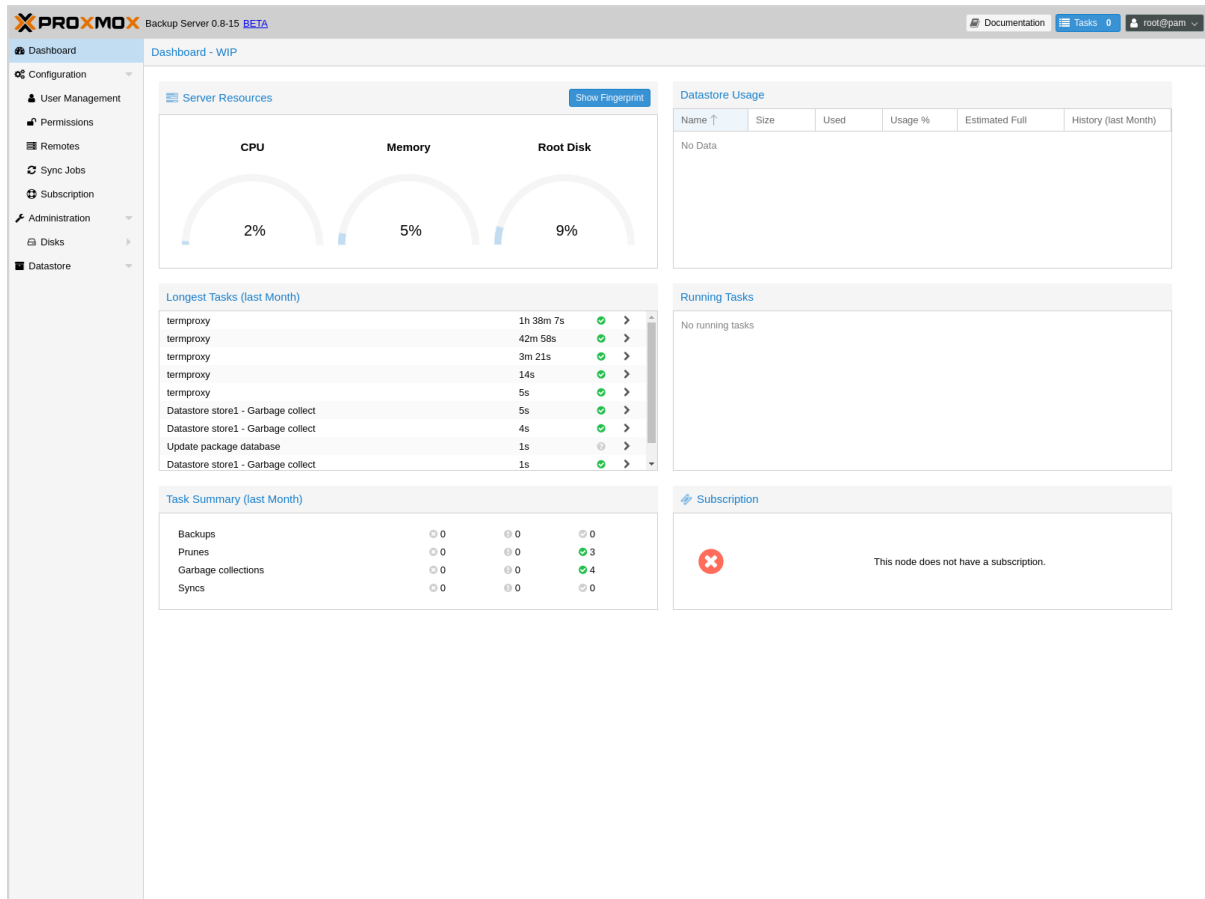 PROXMOX Backup Server 0.8-15 BETA
Documentation
Tasks 0
root@pam
Dashboard
Configuration
User Management
Permissions
Remotes
Sync Jobs
Subscription
Administration
Disks
Datastore
Dashboard - WIP
Server Resources
Show Fingerprint
CPU Memory Root Disk
2% 5% 9%
Datastore Usage
Name Size Used Usage % Estimated Full History (last Month)
No Data
Longest Tasks (last Month)
termproxy 1h 38m 7s
termproxy 42m 58s
termproxy 3m 21s
termproxy 14s
termproxy 5s
Datastore store1 - Garbage collect 5s
Datastore store1 - Garbage collect 4s
Update package database 1s
Datastore store1 - Garbage collect 1s
Running Tasks
No running tasks
Task Summary (last Month)
Backups 0 0 0
Prunes 0 0 3
Garbage collections 0 0 4
Syncs 0 0 0
Subscription
This node does not have a subscription.